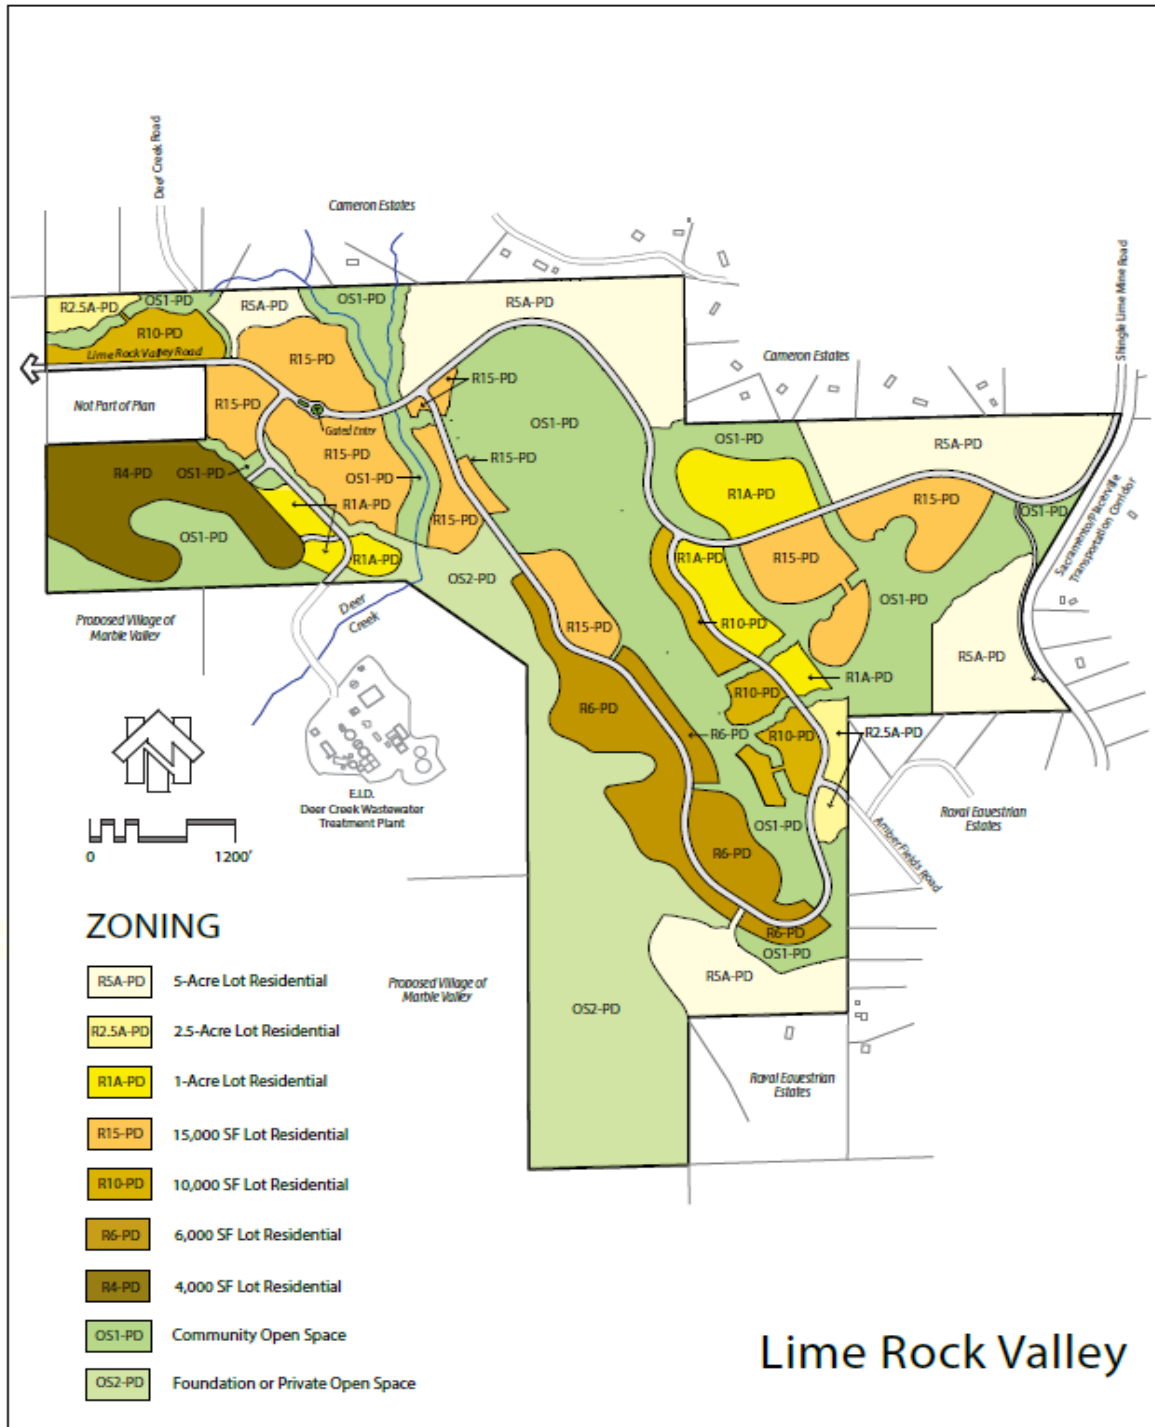 Deer Creek Road
Cameron Estates
Shingle Lime Mine Road
R2.5A-PD
OS1-PD
R5A-PD
OS1-PD
R5A-PD
R10-PD
Lime Rock Valley Road
R15-PD
Cameron Estates
R15-PD
Not Part of Plan
R15-PD
Gated Entry
OS1-PD
OS1-PD
R5A-PD
R15-PD
R15-PD
R4-PD
OS1-PD
OS1-PD
R1A-PD
R15-PD
R1A-PD
R15-PD
OS1-PD
Sacramento/Placerville
Transportation Corridor
OS1-PD
R1A-PD
OS2-PD
R1A-PD
R15-PD
OS1-PD
Deer
Creek
Proposed Village of
Marble Valley
R15-PD
R10-PD
R5A-PD
R1A-PD
R10-PD
R6-PD
R6-PD
R10-PD
R2.5A-PD
E.I.D.
Deer Creek Wastewater
Treatment Plant
0
1200'
OS1-PD
Royal Equestrian
Estates
Amber Fields Road
R6-PD
R6-PD
OS1-PD
R5A-PD
Proposed Village of
Marble Valley
OS2-PD
Royal Equestrian
Estates
ZONING
R5A-PD 5-Acre Lot Residential
R2.5A-PD 2.5-Acre Lot Residential
R1A-PD 1-Acre Lot Residential
R15-PD 15,000 SF Lot Residential
R10-PD 10,000 SF Lot Residential
R6-PD 6,000 SF Lot Residential
R4-PD 4,000 SF Lot Residential
OS1-PD Community Open Space
OS2-PD Foundation or Private Open Space
Lime Rock Valley